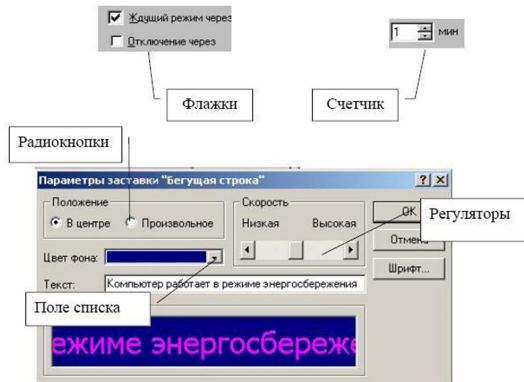 Ждущий режим через
Отключение через
1 мин
Флажки
Счетчик
Радиокнопки
Параметры заставки "Бегущая строка"
Положение
В центре Произвольное
Скорость
Низкая Высокая
OK
Регуляторы
Отмена
Цвет фона:
Шрифт...
Текст: Компьютер работает в режиме энергосбережения
Поле списка
ежиме энергосбереже